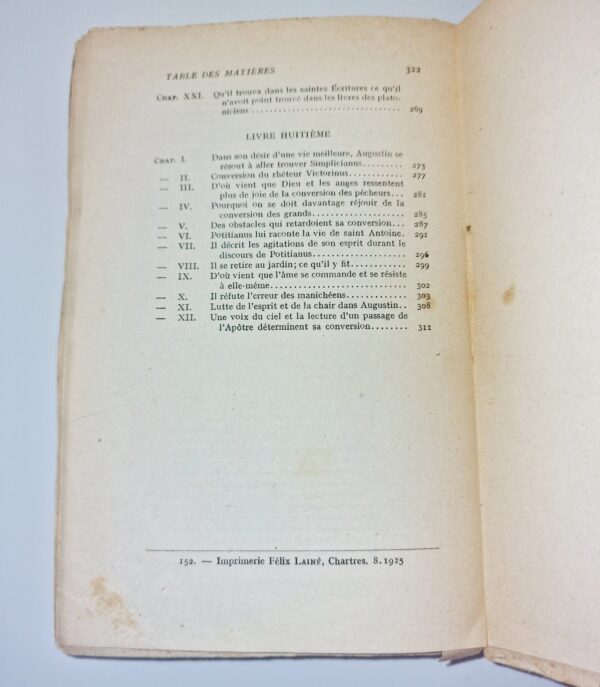 TABLE DES MATIÈRES 322
CHAP. XXI. Qu'il trouva dans les saintes Écritures ce qu'il
n'avoit point trouvé dans les livres des plato-
niciens ................................. 269
LIVRE HUITIÈME
CHAP. I. Dans son désir d'une vie meilleure, Augustin se
résout à aller trouver Simplicianus......... 273
— II. Conversion du rhéteur Victorinus............ 277
— III. D'où vient que Dieu et les anges ressentent
plus de joie de la conversion des pécheurs... 281
— IV. Pourquoi on se doit davantage réjouir de la
conversion des grands.................... 285
— V. Des obstacles qui retardoient sa conversion... 287
— VI. Potitianus lui raconta la vie de saint Antoine. 291
— VII. Il décrit les agitations de son esprit durant le
discours de Potitianus.................... 296
— VIII. Il se retire au jardin; ce qu'il y fit............ 299
— IX. D'où vient que l'âme se commande et se résiste
à elle-même............................ 302
— X. Il réfute l'erreur des manichéens............ 303
— XI. Lutte de l'esprit et de la chair dans Augustin.. 308
— XII. Une voix du ciel et la lecture d'un passage de
l'Apôtre déterminent sa conversion........ 311
152. — Imprimerie Félix LAINÉ, Chartres. 8.1925